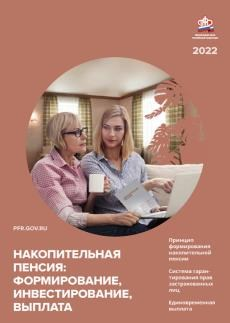 2022
PFR.GOV.RU
НАКОПИТЕЛЬНАЯ
ПЕНСИЯ:
ФОРМИРОВАНИЕ,
ИНВЕСТИРОВАНИЕ,
ВЫПЛАТА
Принцип
формирования
накопительной
пенсии
Система гаран-
тирования прав
застрахованных
лиц
Единовременная
выплата